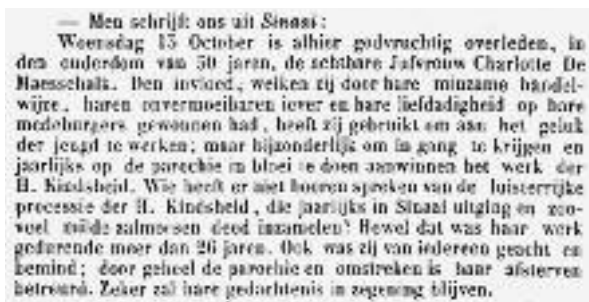 — Men schrijft ons uit Sinaai:
Woensdag 15 October is alhier godvruchtig overleden, in
den ouderdom van 50 jaren, de achtbare Jufvrouw Charlotte De
Maesschalk. Den invloed, welken zij door hare minzame handel-
wijze, haren onvermoeibaren iever en hare liefdadigheid op hare
medeburgers gewonnen had, heeft zij gebruikt om aan het geluk
der jeugd te werken; maar bijzonderlijk om in gang te krijgen en
jaarlijks op de parochie in bloei te doen aanwinnen het werk der
H. Kindsheid. Wie heeft er niet hooren spreken van de luisterrijke
processie der H. Kindsheid, die jaarlijks in Sinaai uitging en zoo-
veel milde zalmoesen deed inzamelen? Hewel dat was haar werk
gedurende meer dan 26 jaren. Ook was zij van iedereen geacht en
bemind; door geheel de parochie en omstreken is haar afsterven
betreurd. Zeker zal hare gedachtenis in zegening blijven.